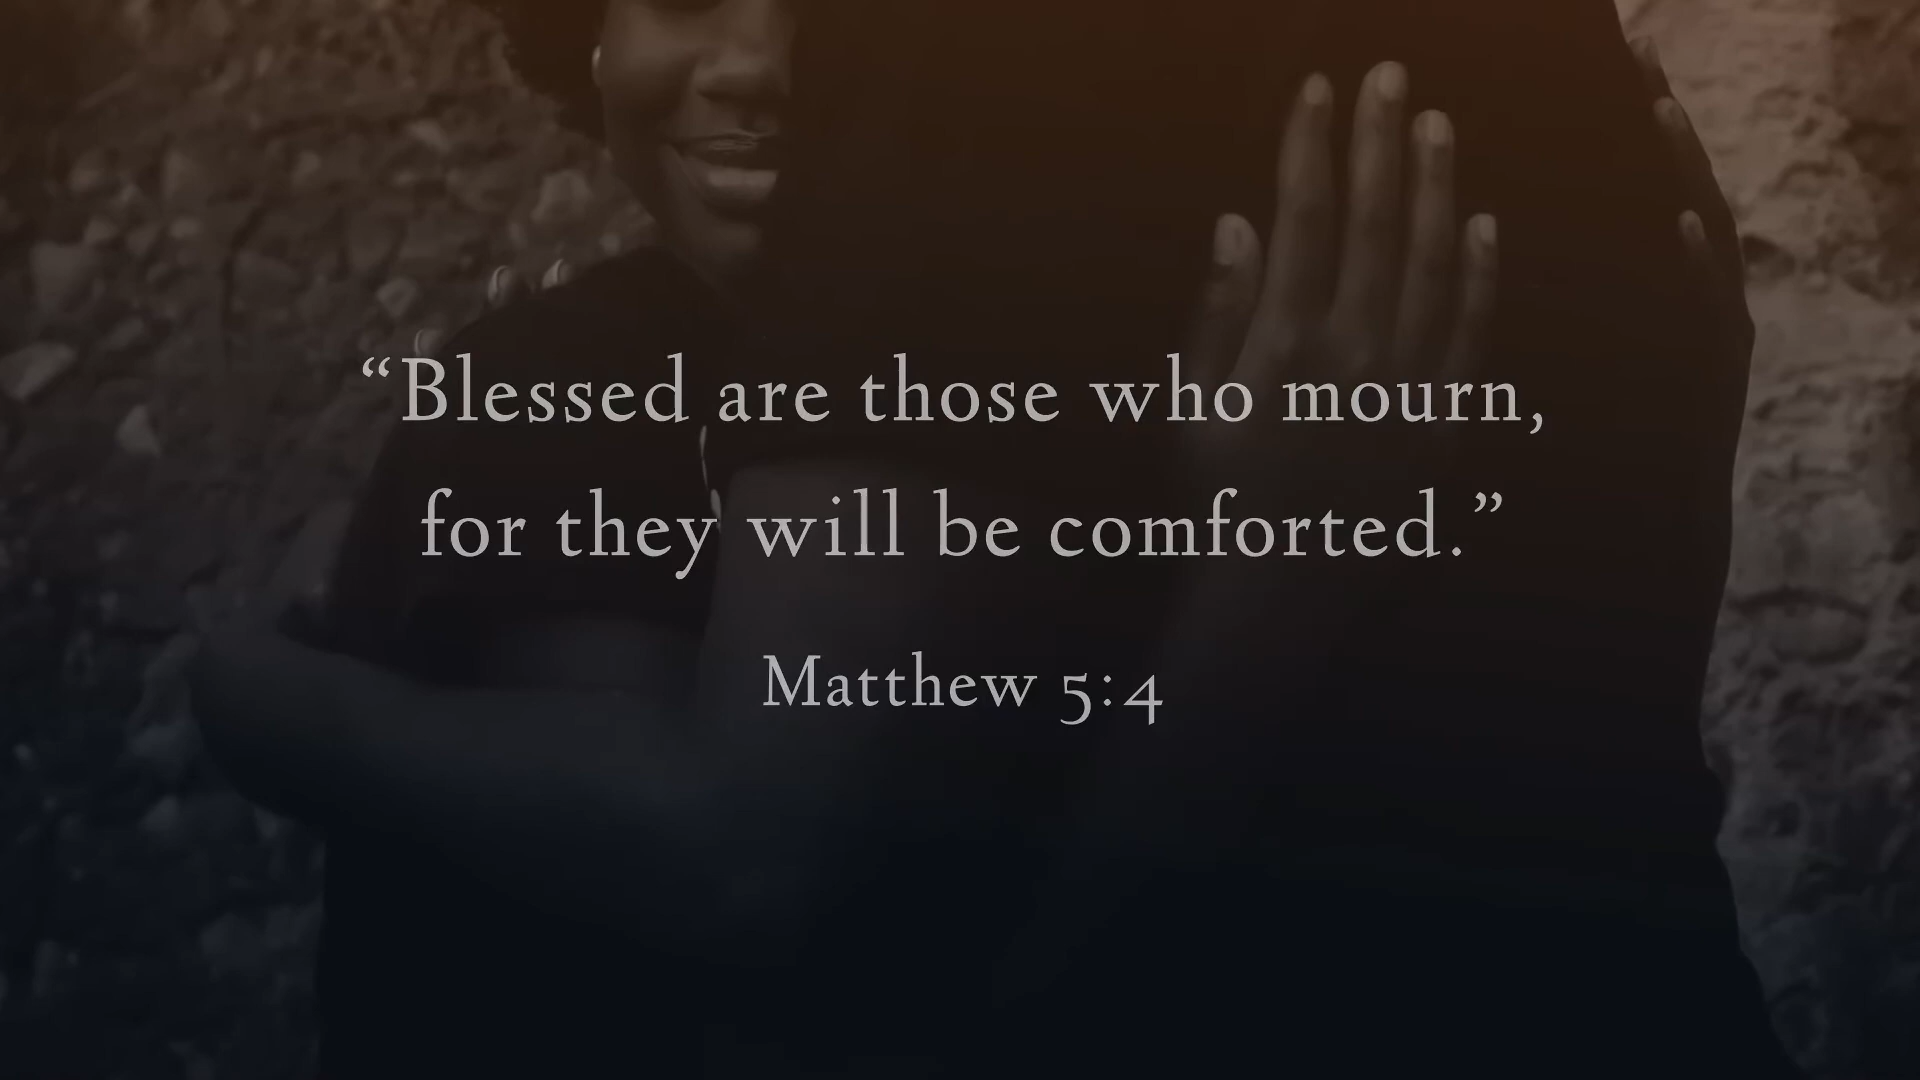 “Blessed are those who mourn,
for they will be comforted.”
Matthew 5:4